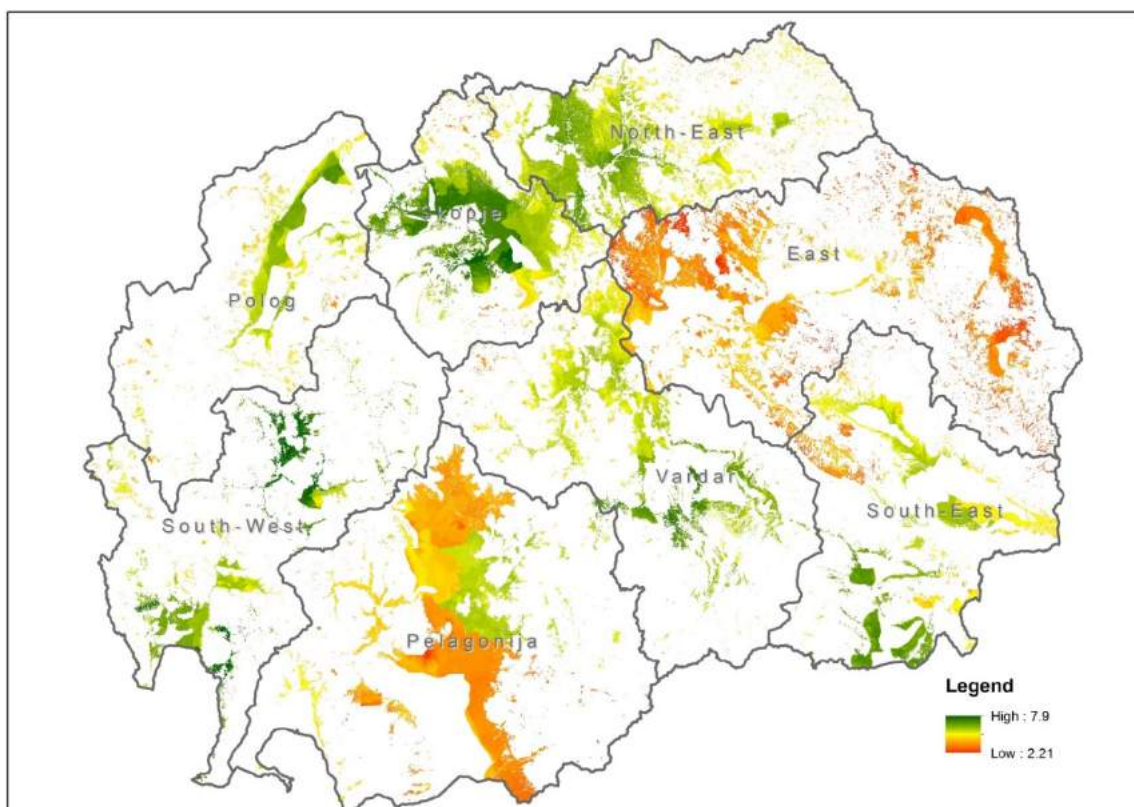 North-East
Skopje
East
Polog
Vardar
South-East
South-West
Pelagonija
Legend
High : 7.9
Low : 2.21